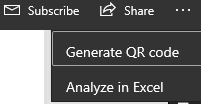 Subscribe Share ...
Generate QR code
Analyze in Excel